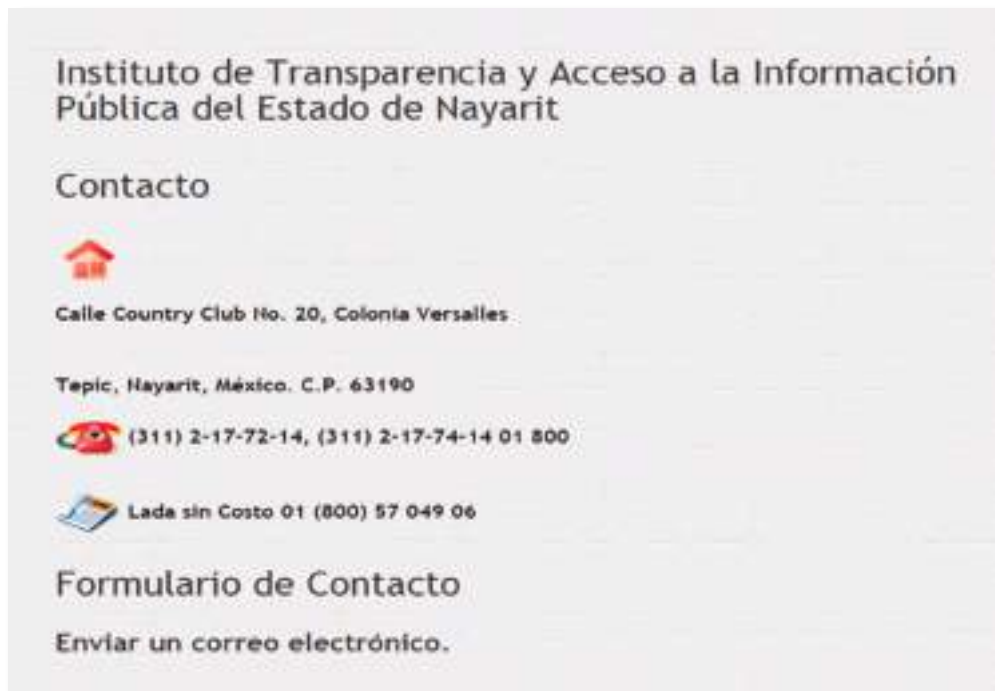 Instituto de Transparencia y Acceso a la Información
Pública del Estado de Nayarit
Contacto
Calle Country Club No. 20, Colonia Versalles
Tepic, Nayarit, México. C.P. 63190
(311) 2-17-72-14, (311) 2-17-74-14 01 800
Lada sin Costo 01 (800) 57 049 06
Formulario de Contacto
Enviar un correo electrónico.